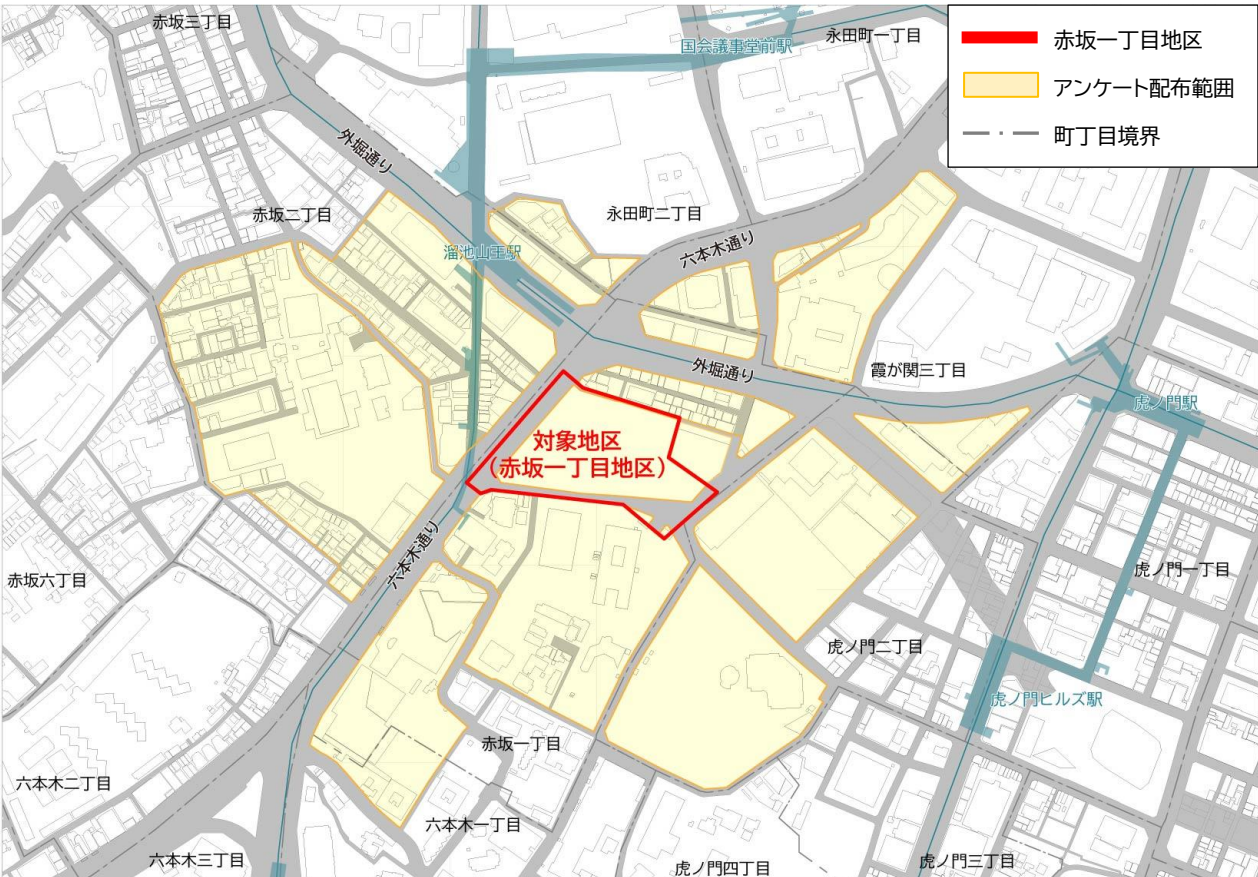 赤坂三丁目
国会議事堂前駅
永田町一丁目
赤坂一丁目地区
アンケート配布範囲
町丁目境界
外堀通り
赤坂二丁目
永田町二丁目
溜池山王駅
六本木通り
外堀通り
霞が関三丁目
虎ノ門駅
対象地区
（赤坂一丁目地区）
六本木通り
赤坂六丁目
虎ノ門一丁目
虎ノ門二丁目
虎ノ門ヒルズ駅
赤坂一丁目
六本木二丁目
六本木一丁目
六本木三丁目
虎ノ門四丁目
虎ノ門三丁目